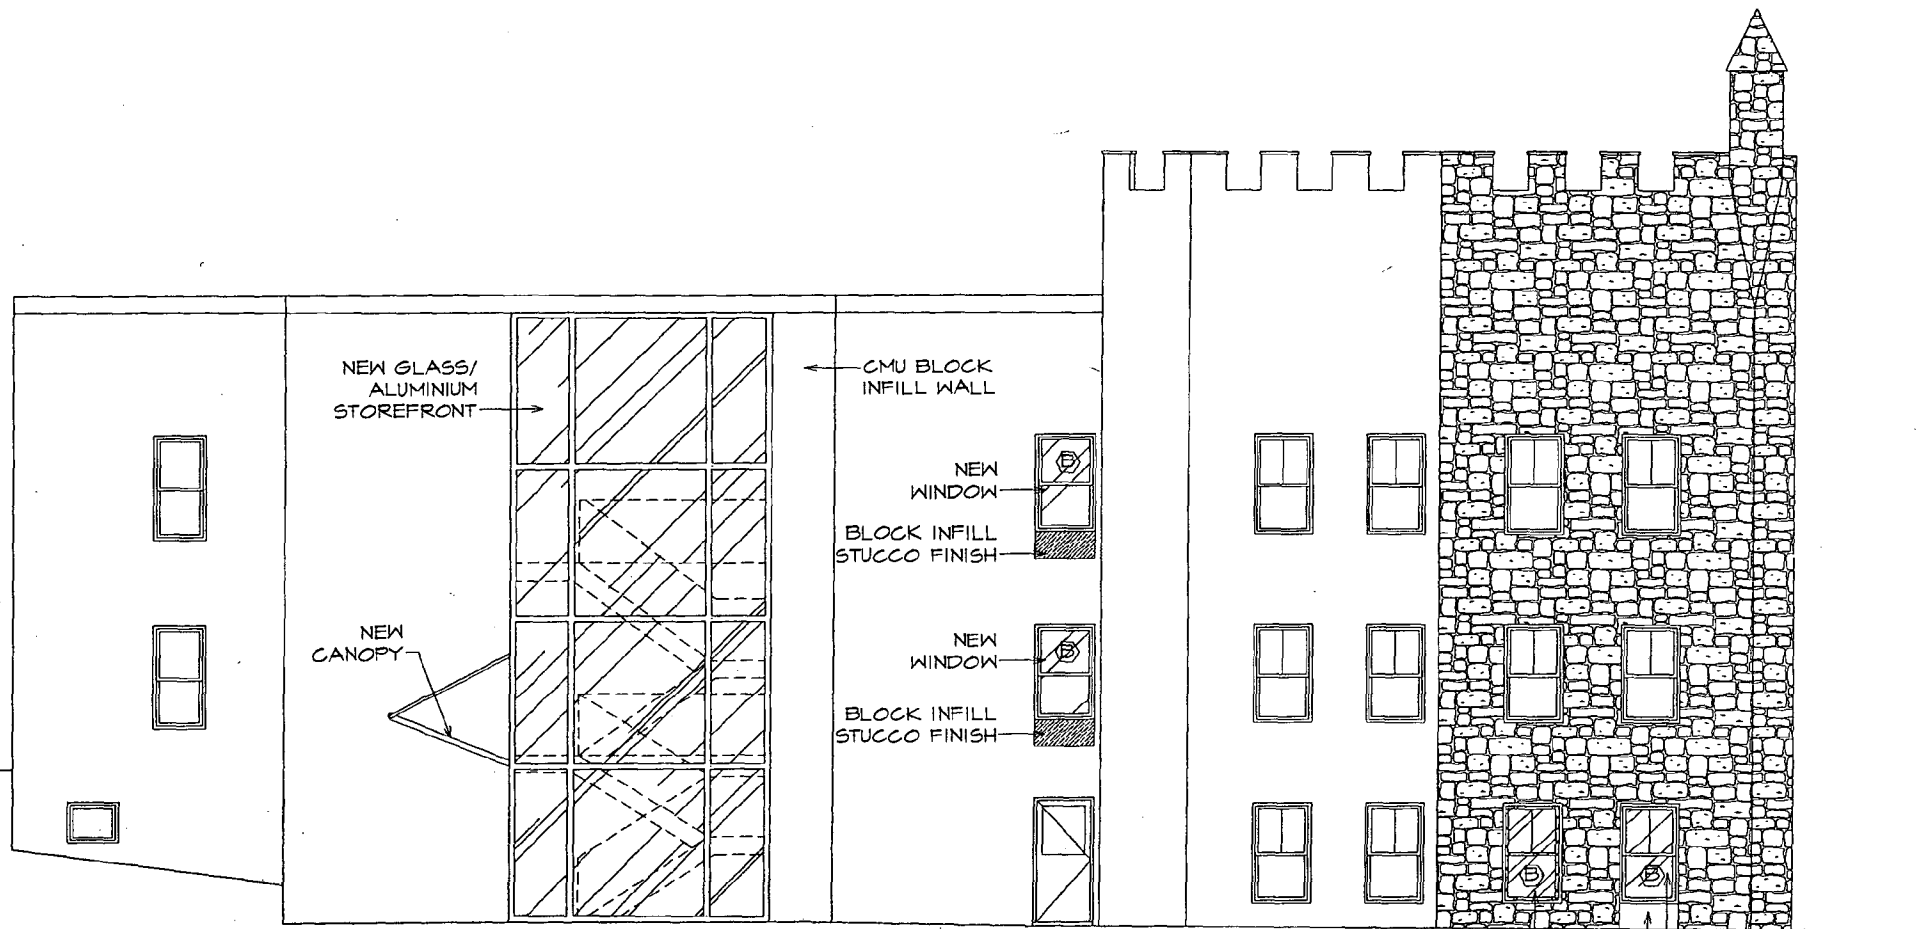 NEW GLASS/
ALUMINIUM
STOREFRONT
CMU BLOCK
INFILL WALL
NEW
WINDOW
B
BLOCK INFILL
STUCCO FINISH
NEW
CANOPY
NEW
WINDOW
B
BLOCK INFILL
STUCCO FINISH
B
B